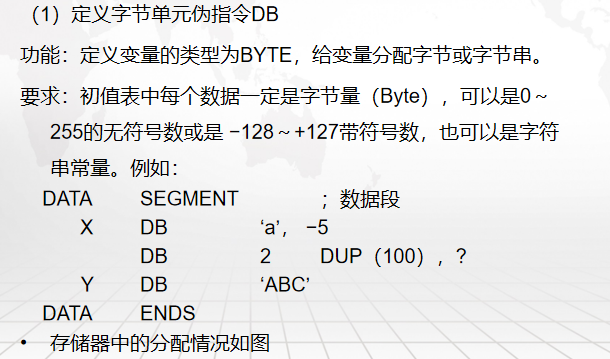 （1）定义字节单元伪指令DB
功能：定义变量的类型为BYTE，给变量分配字节或字节串。
要求：初值表中每个数据一定是字节量（Byte），可以是0～
255的无符号数或是 −128～+127带符号数，也可以是字符
串常量。例如：
DATA SEGMENT ；数据段
X DB ‘a’， −5
DB 2 DUP（100），?
Y DB ‘ABC’
DATA ENDS
• 存储器中的分配情况如图